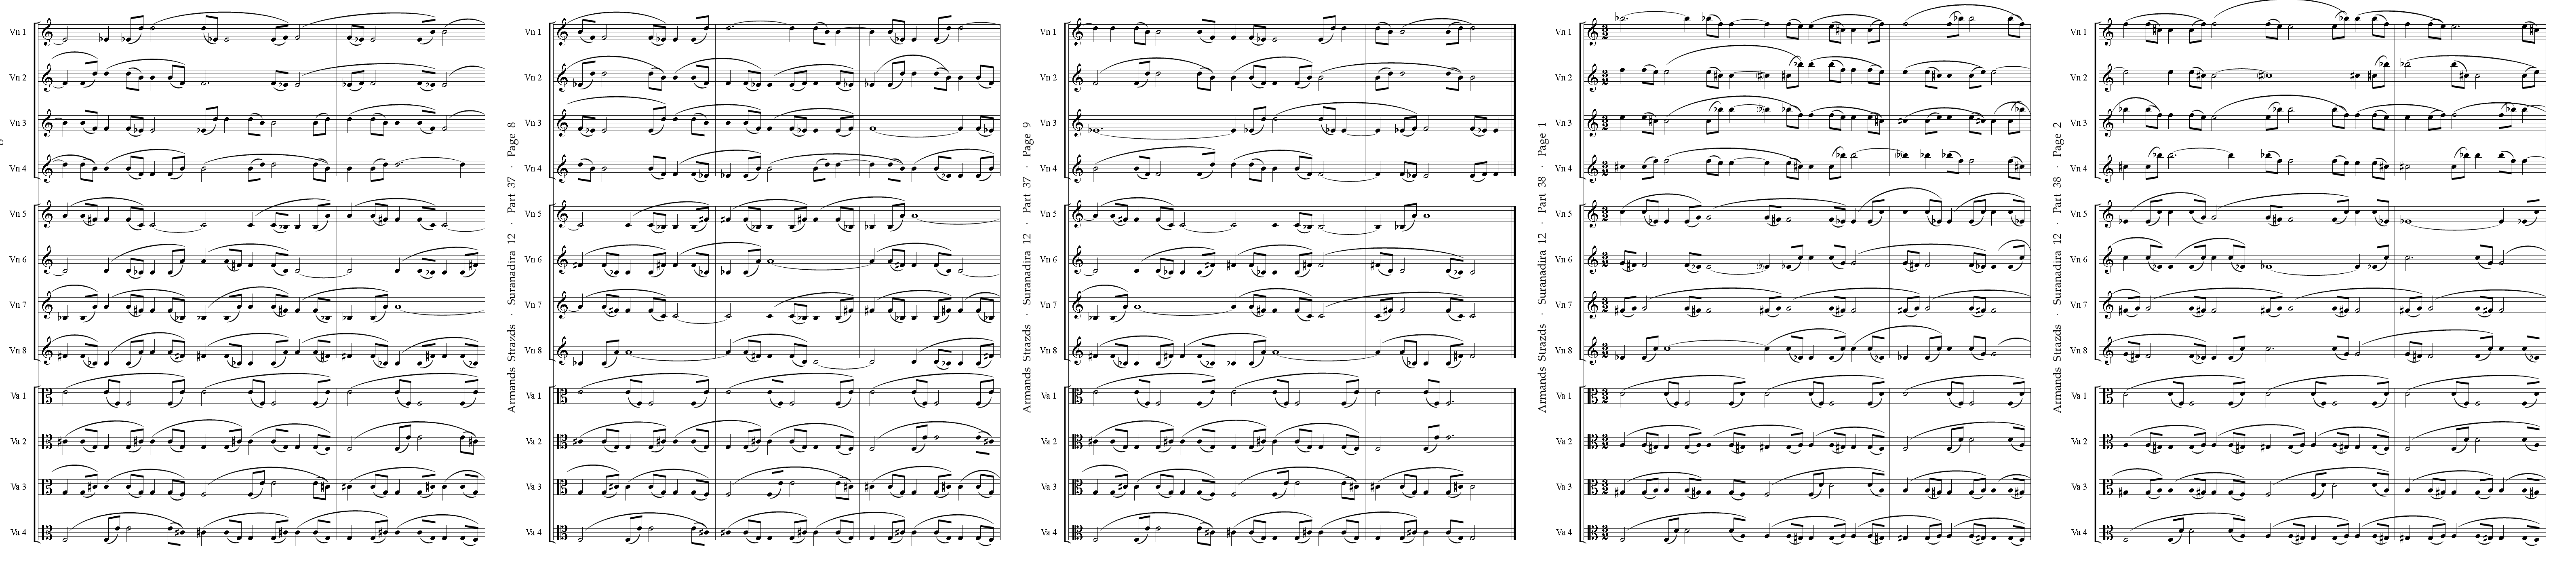 Vn 1
Vn 2
Vn 3
Vn 4
Vn 5
Vn 6
Vn 7
Vn 8
Va 1
Va 2
Va 3
Va 4
Armands Strazds · Suranadira 12 · Part 37 · Page 8
Vn 1
Vn 2
Vn 3
Vn 4
Vn 5
Vn 6
Vn 7
Vn 8
Va 1
Va 2
Va 3
Va 4
Armands Strazds · Suranadira 12 · Part 37 · Page 9
Vn 1
Vn 2
Vn 3
Vn 4
Vn 5
Vn 6
Vn 7
Vn 8
Va 1
Va 2
Va 3
Va 4
Armands Strazds · Suranadira 12 · Part 38 · Page 1
Vn 1
Vn 2
Vn 3
Vn 4
Vn 5
Vn 6
Vn 7
Vn 8
Va 1
Va 2
Va 3
Va 4
Armands Strazds · Suranadira 12 · Part 38 · Page 2
Vn 1
Vn 2
Vn 3
Vn 4
Vn 5
Vn 6
Vn 7
Vn 8
Va 1
Va 2
Va 3
Va 4